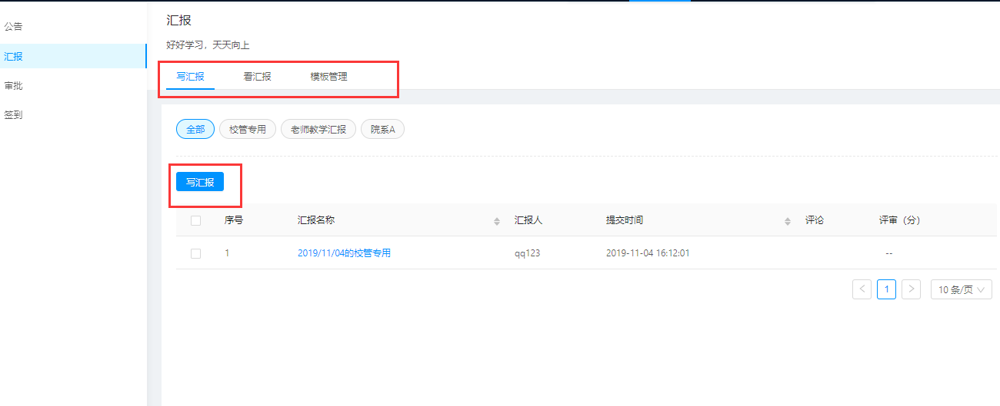 公告
汇报
审批
签到
汇报
好好学习，天天向上
写汇报 看汇报 模板管理
全部 校管专用 老师教学汇报 院系A
写汇报
序号 汇报名称 汇报人 提交时间 评论 评审（分）
1 2019/11/04的校管专用 qq123 2019-11-04 16:12:01 --
1 10 条/页